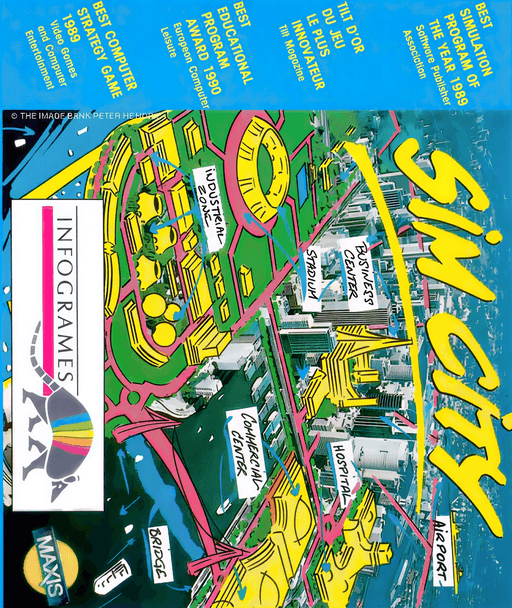 SIM CITY
BEST
SIMULATION
PROGRAM OF
THE YEAR 1989
Software Publisher
Association
TILT D'OR
DU JEU
LE PLUS
INNOVATEUR
Tilt Magazine
BEST
EDUCATIONAL
PROGRAM
AWARD 1990
European Computer
Leisure
BEST COMPUTER
STRATEGY GAME
1989
Video Games
and Computer
Entertainment
AIRPORT
BUSINESS
CENTER
HOSPITAL
STADIUM
COMMERCIAL
CENTER
INDUSTRIAL
ZONE
BRIDGE
INFOGRAMES
MAXIS
© THE IMAGE BANK PETER